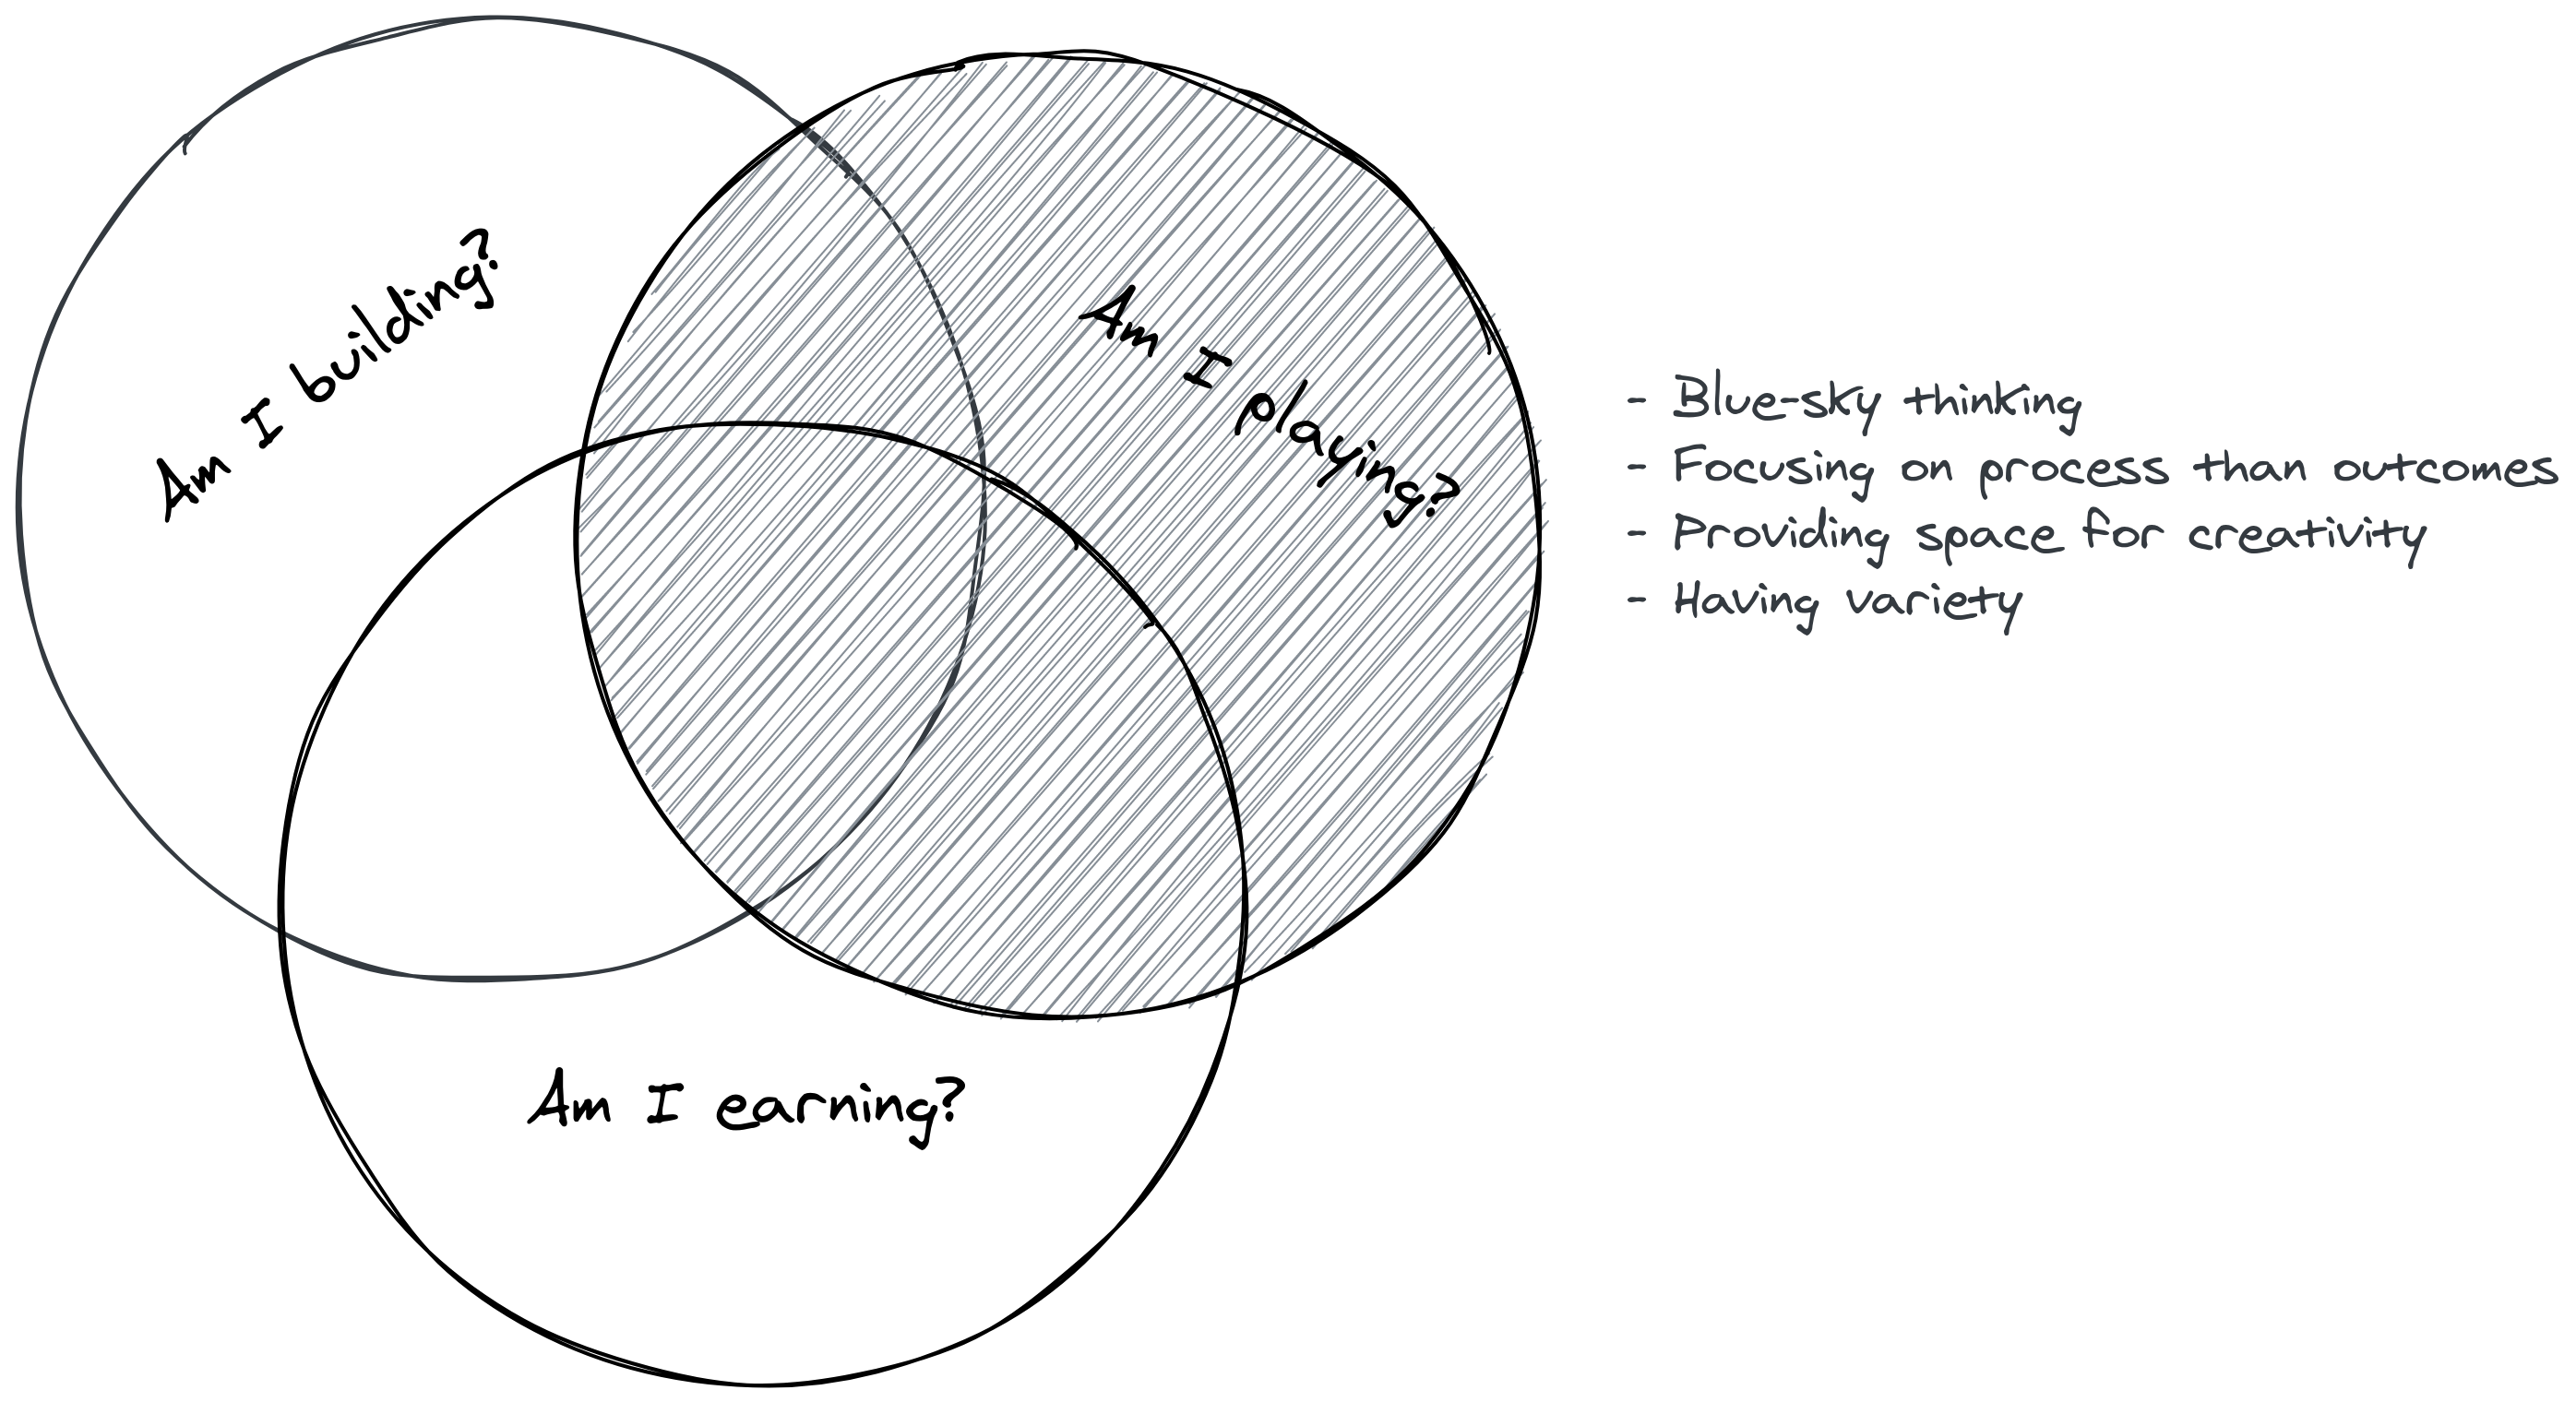 Am I building?
Am I playing?
- Blue-sky thinking
- Focusing on process than outcomes
- Providing space for creativity
- Having variety
Am I earning?